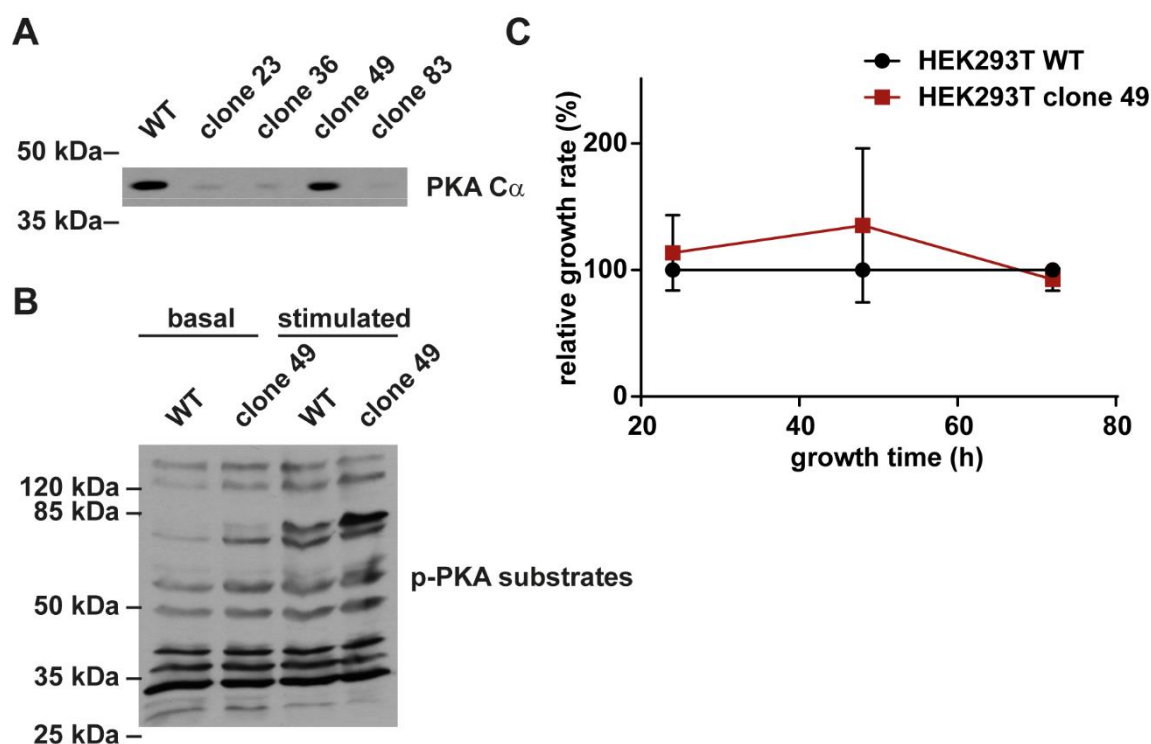 A
WT
clone 23
clone 36
clone 49
clone 83
50 kDa–
PKA Cα
35 kDa–
B
basal
stimulated
WT
clone 49
WT
clone 49
120 kDa –
85 kDa –
p-PKA substrates
50 kDa –
35 kDa –
25 kDa –
C
HEK293T WT
HEK293T clone 49
relative growth rate (%)
200
100
0
20
40
60
80
growth time (h)